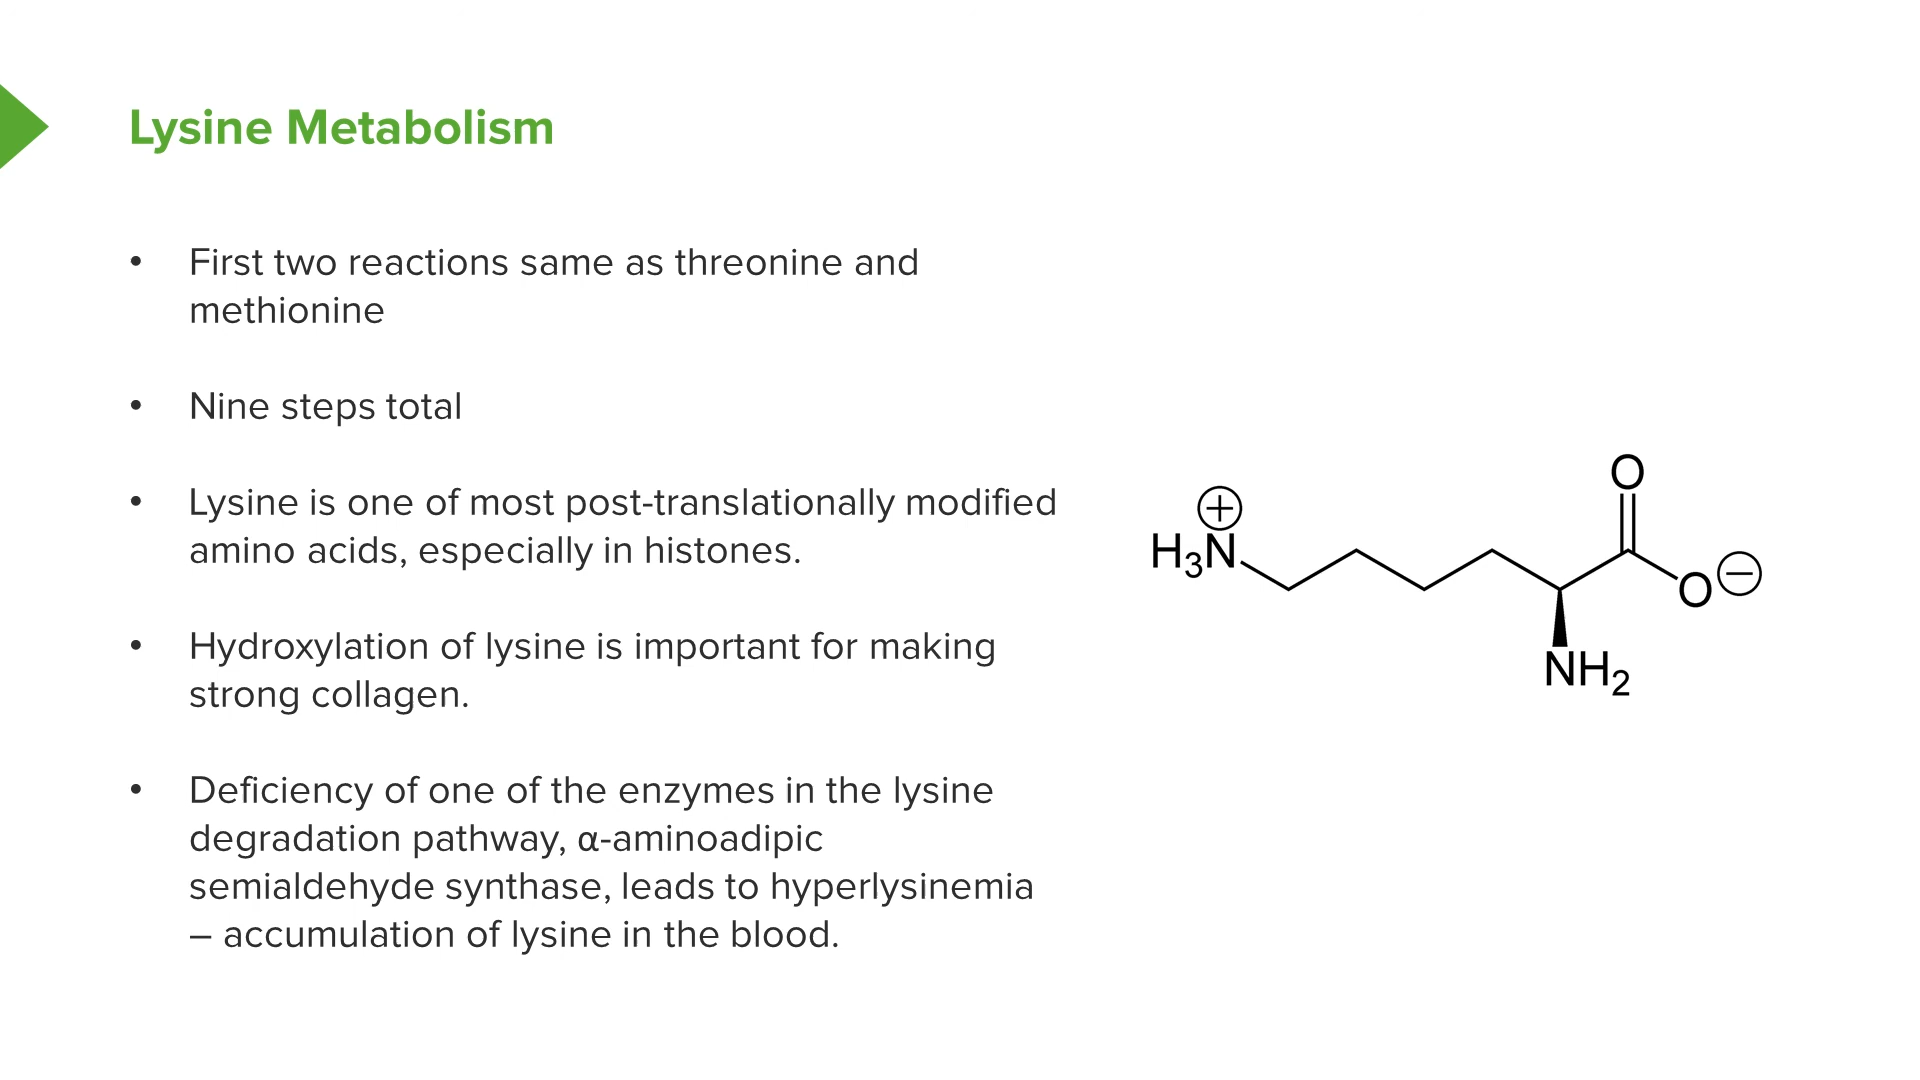 Lysine Metabolism
• First two reactions same as threonine and
methionine
• Nine steps total
• Lysine is one of most post-translationally modified
amino acids, especially in histones.
• Hydroxylation of lysine is important for making
strong collagen.
• Deficiency of one of the enzymes in the lysine
degradation pathway, α-aminoadipic
semialdehyde synthase, leads to hyperlysinemia
– accumulation of lysine in the blood.
O
+
H₃N
O −
NH₂